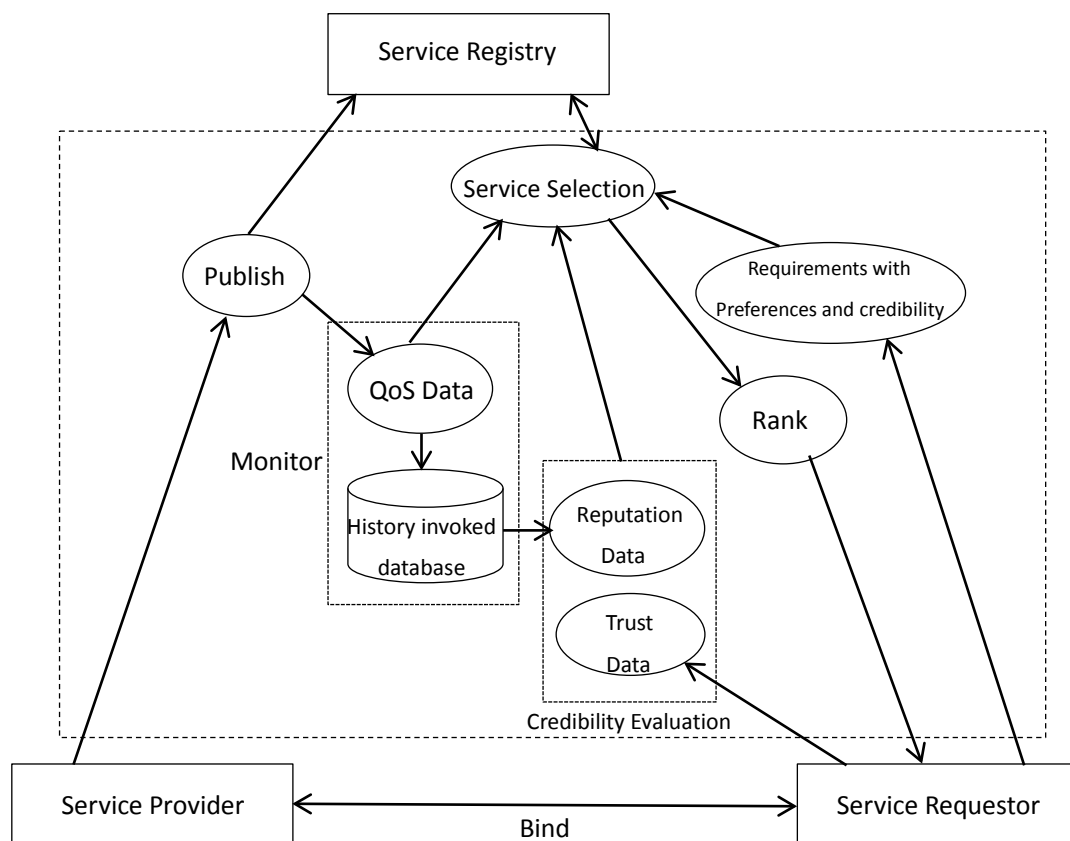 Service Registry
Service Selection
Publish
Requirements with
Preferences and credibility
QoS Data
Rank
Monitor
History invoked
database
Reputation
Data
Trust
Data
Credibility Evaluation
Service Provider
Service Requestor
Bind